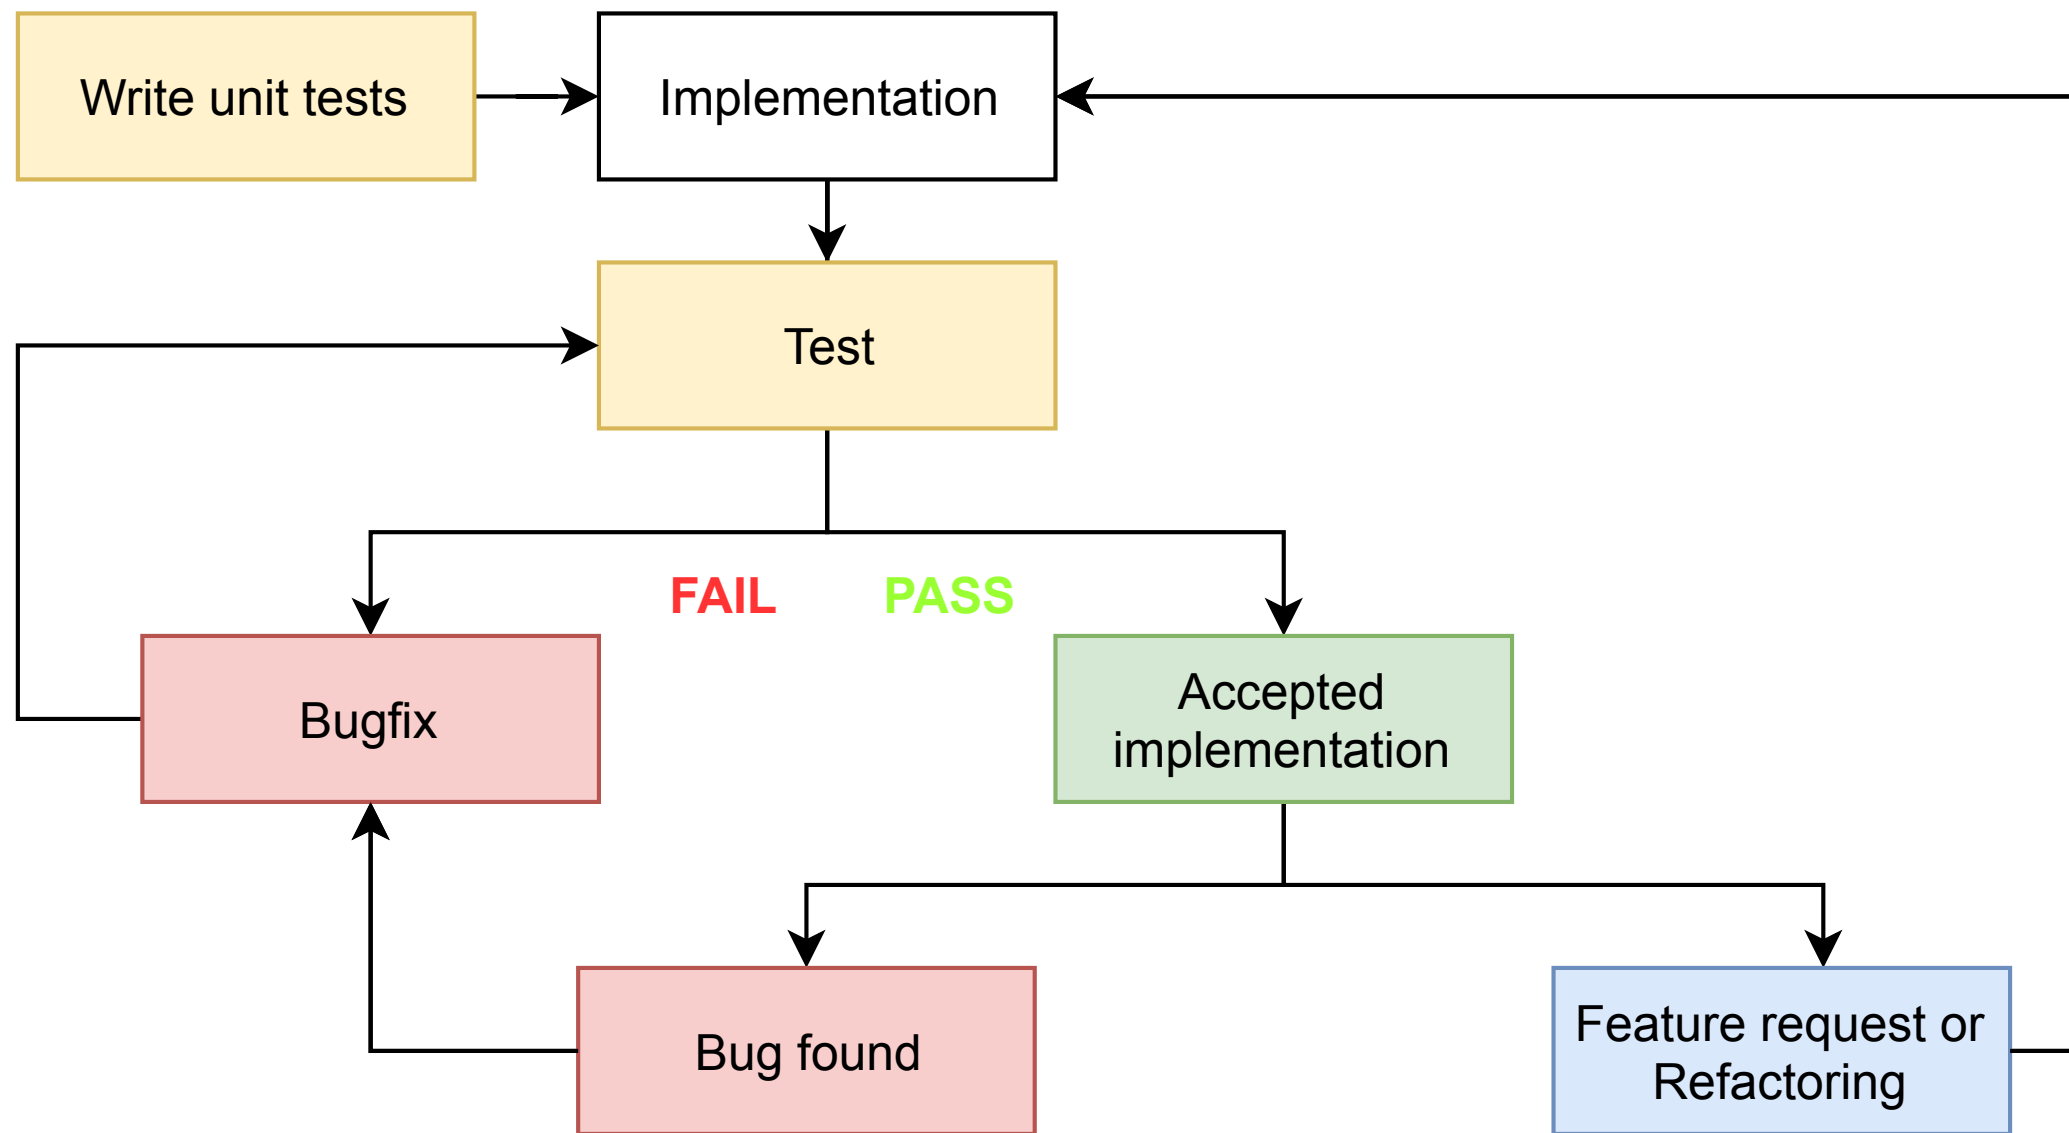 Write unit tests
Implementation
Test
FAIL
PASS
Bugfix
Accepted
implementation
Bug found
Feature request or
Refactoring